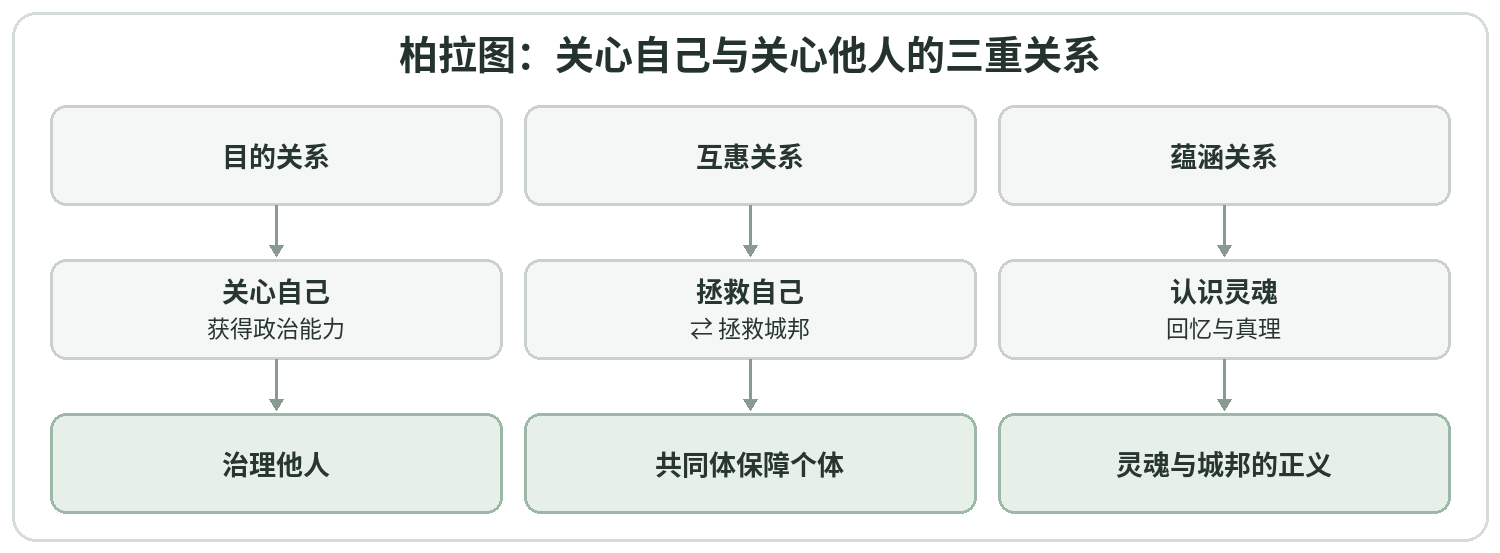 柏拉图：关心自己与关心他人的三重关系
目的关系
互惠关系
蕴涵关系
关心自己
获得政治能力
拯救自己
⇄ 拯救城邦
认识灵魂
回忆与真理
治理他人
共同体保障个体
灵魂与城邦的正义